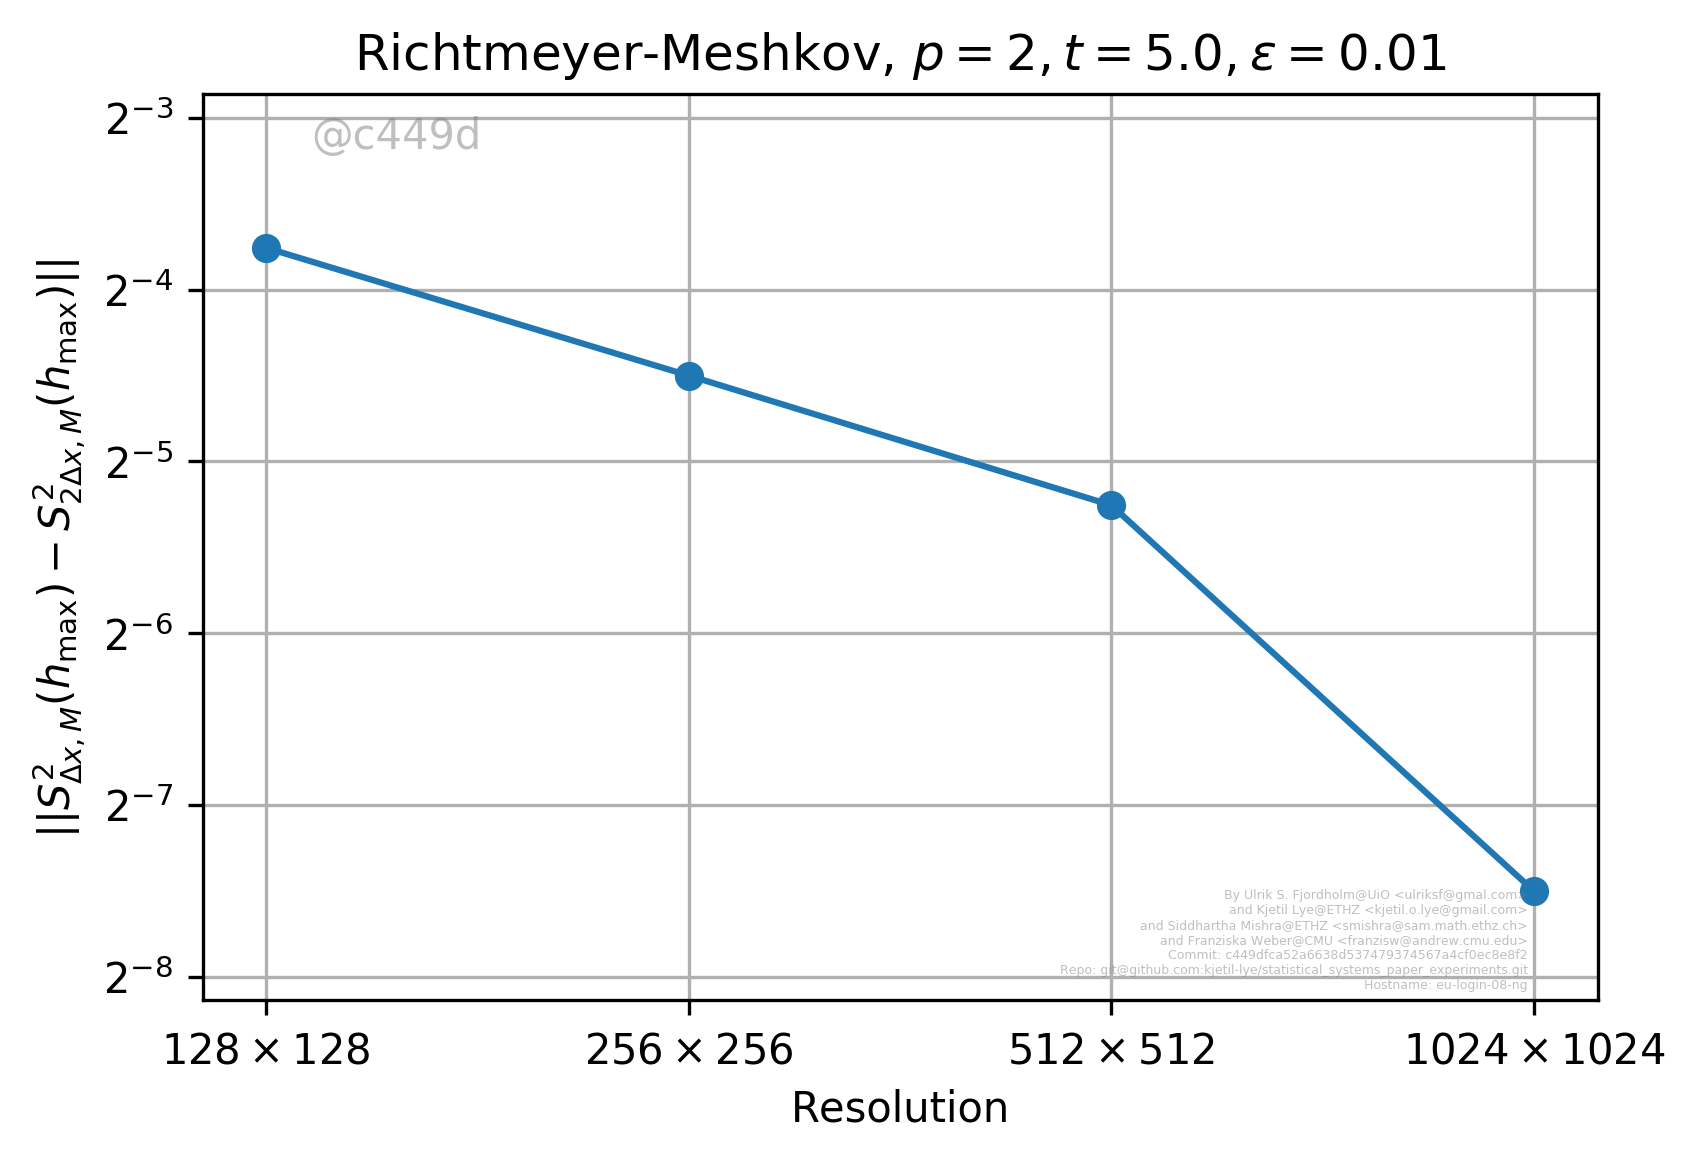 Richtmeyer-Meshkov, p = 2, t = 5.0, ε = 0.01
@c449d
2⁻³
2⁻⁴
2⁻⁵
2⁻⁶
2⁻⁷
2⁻⁸
||S²_{Δx,M}(h_max) − S²_{2Δx,M}(h_max)||
By Ulrik S. Fjordholm@UiO <ulriksf@gmal.com>
and Kjetil Lye@ETHZ <kjetil.o.lye@gmail.com>
and Siddhartha Mishra@ETHZ <smishra@sam.math.ethz.ch>
and Franziska Weber@CMU <franzisw@andrew.cmu.edu>
Commit: c449dfca52a6638d537479374567a4cf0ec8e8f2
Repo: git@github.com:kjetil-lye/statistical_systems_paper_experiments.git
Hostname: eu-login-08-ng
128 × 128
256 × 256
512 × 512
1024 × 1024
Resolution